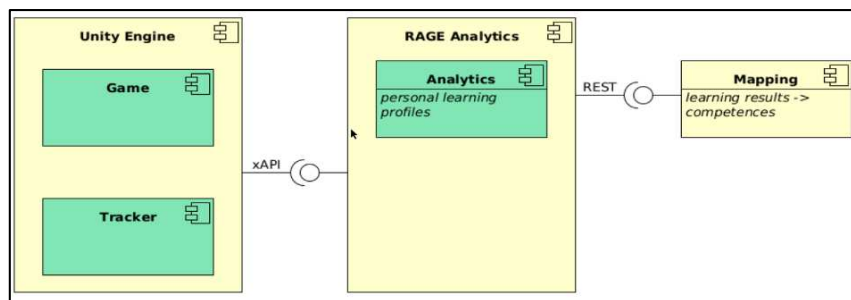 Unity Engine
Game
Tracker
xAPI
RAGE Analytics
Analytics
personal learning
profiles
REST
Mapping
learning results ->
competences